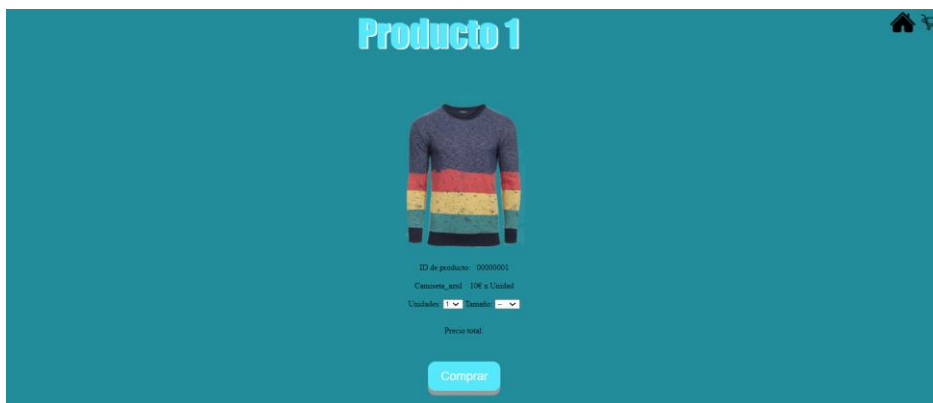 Producto 1
ID de producto: 00000001
Camiseta_azul 10€ x Unidad
Unidades: 1 Tamaño: --
Precio total
Comprar